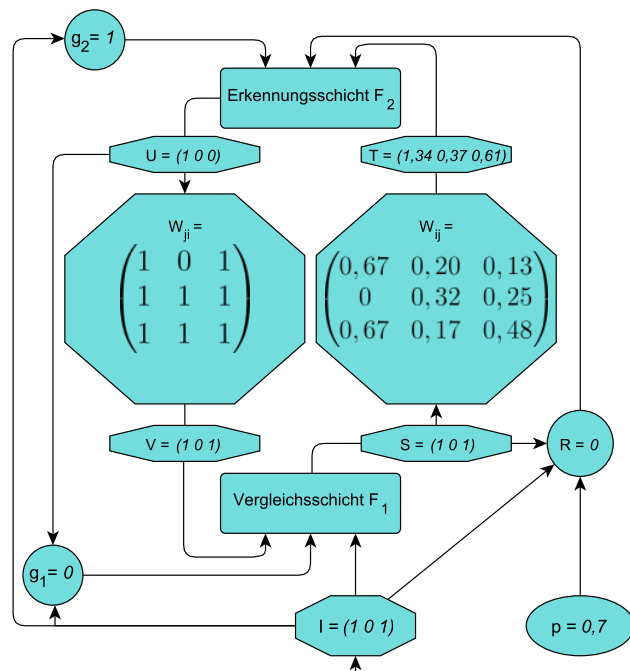 g2= 1
Erkennungsschicht F2
U = (1 0 0)
T = (1,34 0,37 0,61)
Wji =
1 0 1
1 1 1
1 1 1
Wij =
0,67 0,20 0,13
0 0,32 0,25
0,67 0,17 0,48
V = (1 0 1)
S = (1 0 1)
R = 0
Vergleichsschicht F1
g1= 0
I = (1 0 1)
p = 0,7